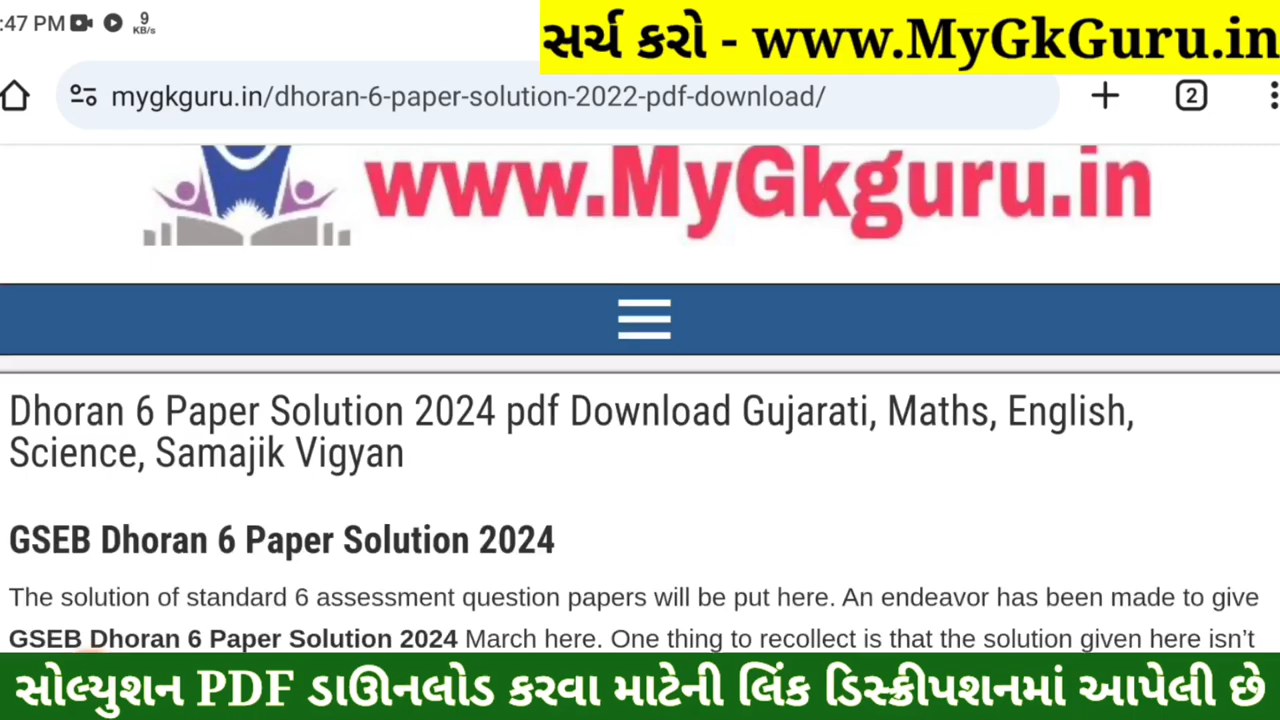 :47 PM 9 KB/s
સર્ચ કરો - www.MyGkGuru.in
mygkguru.in/dhoran-6-paper-solution-2022-pdf-download/
2
www.MyGkguru.in
Dhoran 6 Paper Solution 2024 pdf Download Gujarati, Maths, English,
Science, Samajik Vigyan
GSEB Dhoran 6 Paper Solution 2024
The solution of standard 6 assessment question papers will be put here. An endeavor has been made to give
GSEB Dhoran 6 Paper Solution 2024 March here. One thing to recollect is that the solution given here isn’t
સોલ્યુશન PDF ડાઊનલોડ કરવા માટેની લિંક ડિસ્ક્રીપશનમાં આપેલી છે